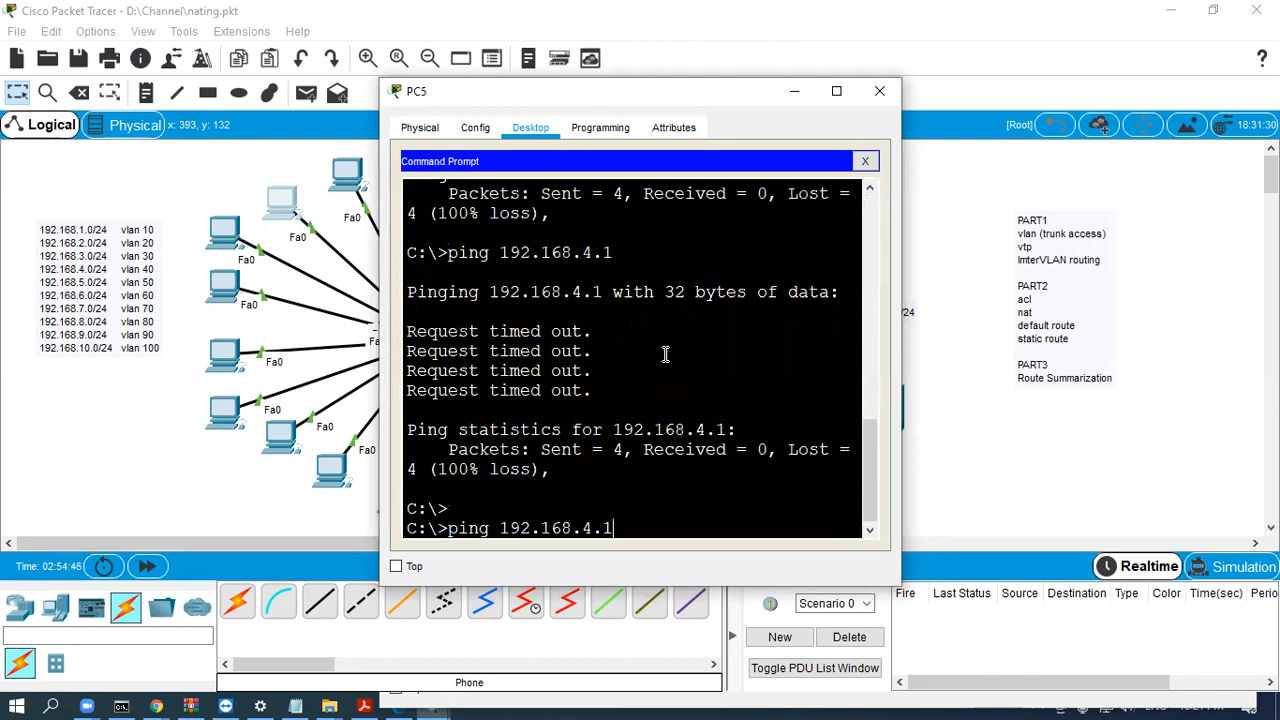 Cisco Packet Tracer - D:\Channel\nating.pkt
File Edit Options View Tools Extensions Help
Logical Physical x: 393, y: 132 [Root] 18:31:30
PC5
Physical Config Desktop Programming Attributes
Command Prompt X
Packets: Sent = 4, Received = 0, Lost =
4 (100% loss),
C:\>ping 192.168.4.1
Pinging 192.168.4.1 with 32 bytes of data:
Request timed out.
Request timed out.
Request timed out.
Request timed out.
Ping statistics for 192.168.4.1:
Packets: Sent = 4, Received = 0, Lost =
4 (100% loss),
C:\>
C:\>ping 192.168.4.1
Top
192.168.1.0/24 vlan 10
192.168.2.0/24 vlan 20
192.168.3.0/24 vlan 30
192.168.4.0/24 vlan 40
192.168.5.0/24 vlan 50
192.168.6.0/24 vlan 60
192.168.7.0/24 vlan 70
192.168.8.0/24 vlan 80
192.168.9.0/24 vlan 90
192.168.10.0/24 vlan 100
Fa0
Fa0
Fa0
Fa0
Fa0
Fa0
Fa0
Fa0
/24
PART1
vlan (trunk access)
vtp
ImterVLAN routing
PART2
acl
nat
default route
static route
PART3
Route Summarization
Time: 02:54:46 Realtime Simulation
Scenario 0
New Delete
Toggle PDU List Window
Fire Last Status Source Destination Type Color Time(sec) Perio
Phone